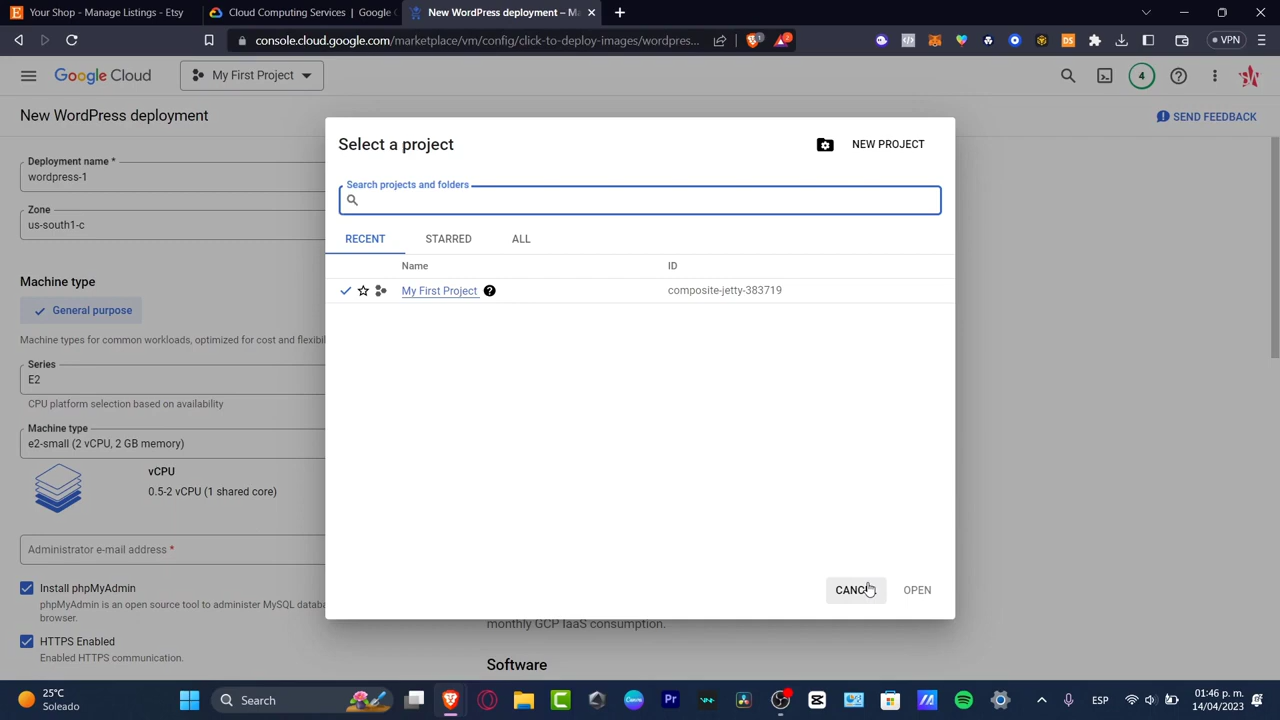 Your Shop - Manage Listings - Etsy
Cloud Computing Services | Google
New WordPress deployment – Ma
console.cloud.google.com/marketplace/vm/config/click-to-deploy-images/wordpress...
1
2
VPN
Google Cloud
My First Project
4
New WordPress deployment
SEND FEEDBACK
Deployment name *
wordpress-1
Zone
us-south1-c
Machine type
General purpose
Machine types for common workloads, optimized for cost and flexibil
Series
E2
CPU platform selection based on availability
Machine type
e2-small (2 vCPU, 2 GB memory)
vCPU
0.5-2 vCPU (1 shared core)
Administrator e-mail address *
Install phpMyAdmin
phpMyAdmin is an open source tool to administer MySQL databa
browser.
HTTPS Enabled
Enabled HTTPS communication.
Select a project
NEW PROJECT
Search projects and folders
RECENT
STARRED
ALL
Name
ID
My First Project
composite-jetty-383719
CANC
OPEN
monthly GCP IaaS consumption.
Software
25°C
Soleado
Search
ESP
01:46 p. m.
14/04/2023